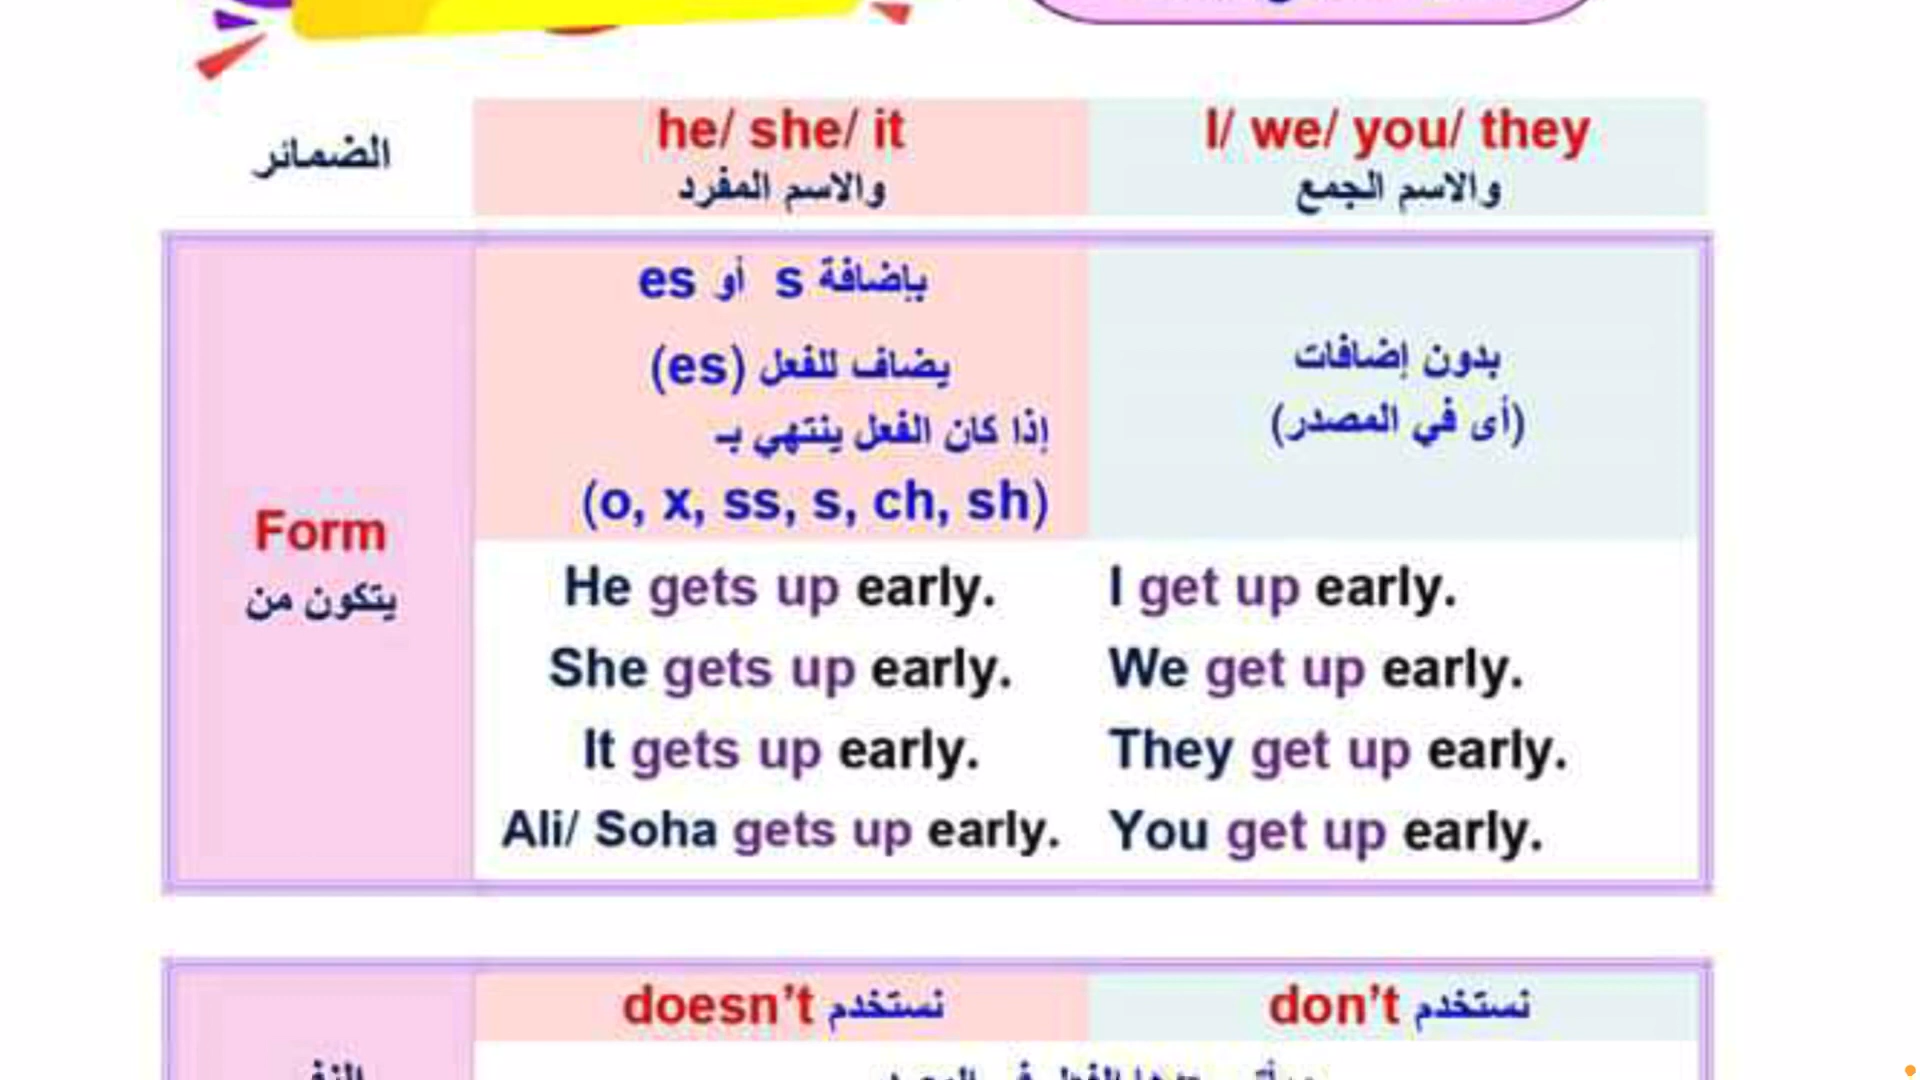 الضمائر
he/ she/ it
والاسم المفرد
I/ we/ you/ they
والاسم الجمع
Form
يتكون من
بإضافة s أو es
يضاف للفعل (es)
إذا كان الفعل ينتهي بـ
(o, x, ss, s, ch, sh)
بدون إضافات
(أى في المصدر)
He gets up early.
She gets up early.
It gets up early.
Ali/ Soha gets up early.
I get up early.
We get up early.
They get up early.
You get up early.
نستخدم doesn’t
نستخدم don’t